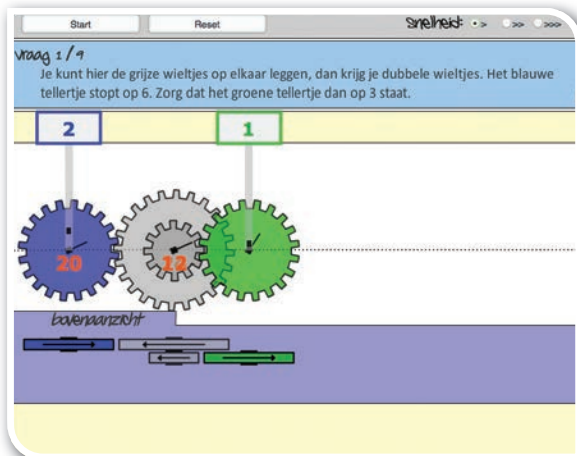 Start Reset Snelheid: > >> >>>
vraag 1/9
Je kunt hier de grijze wieltjes op elkaar leggen, dan krijg je dubbele wieltjes. Het blauwe
tellertje stopt op 6. Zorg dat het groene tellertje dan op 3 staat.
2 1
20 12
bovenaanzicht